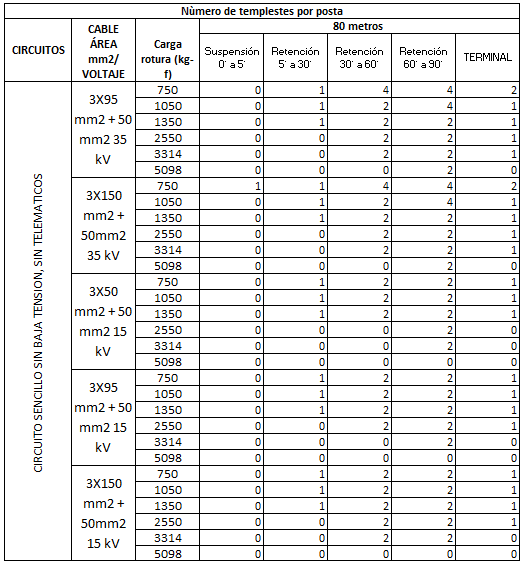 Nùmero de templestes por posta
CIRCUITOS
CABLE
ÁREA
mm2/
VOLTAJE
Carga
rotura (kg-
f)
80 metros
Suspensión
0° a 5°
Retención
5° a 30°
Retención
30° a 60°
Retención
60° a 90°
TERMINAL
CIRCUITO SENCILLO SIN BAJA TENSION, SIN TELEMATICOS
3X95
mm2 + 50
mm2 35
kV
750 0 1 4 4 2
1050 0 1 2 4 1
1350 0 1 2 2 1
2550 0 0 2 2 1
3314 0 0 2 2 1
5098 0 0 0 2 0
3X150
mm2 +
50mm2
35 kV
750 1 1 4 4 2
1050 0 1 2 4 1
1350 0 1 2 2 1
2550 0 0 2 2 1
3314 0 0 2 2 1
5098 0 0 0 2 0
3X50
mm2 + 50
mm2 15
kV
750 0 1 2 2 1
1050 0 1 2 2 1
1350 0 1 2 2 1
2550 0 0 0 2 0
3314 0 0 0 2 0
5098 0 0 0 0 0
3X95
mm2 + 50
mm2 15
kV
750 0 1 2 2 1
1050 0 1 2 2 1
1350 0 1 2 2 1
2550 0 0 2 2 1
3314 0 0 0 2 0
5098 0 0 0 0 0
3X150
mm2 +
50mm2
15 kV
750 0 1 2 2 1
1050 0 1 2 2 1
1350 0 1 2 2 1
2550 0 0 2 2 1
3314 0 0 2 2 0
5098 0 0 0 0 0